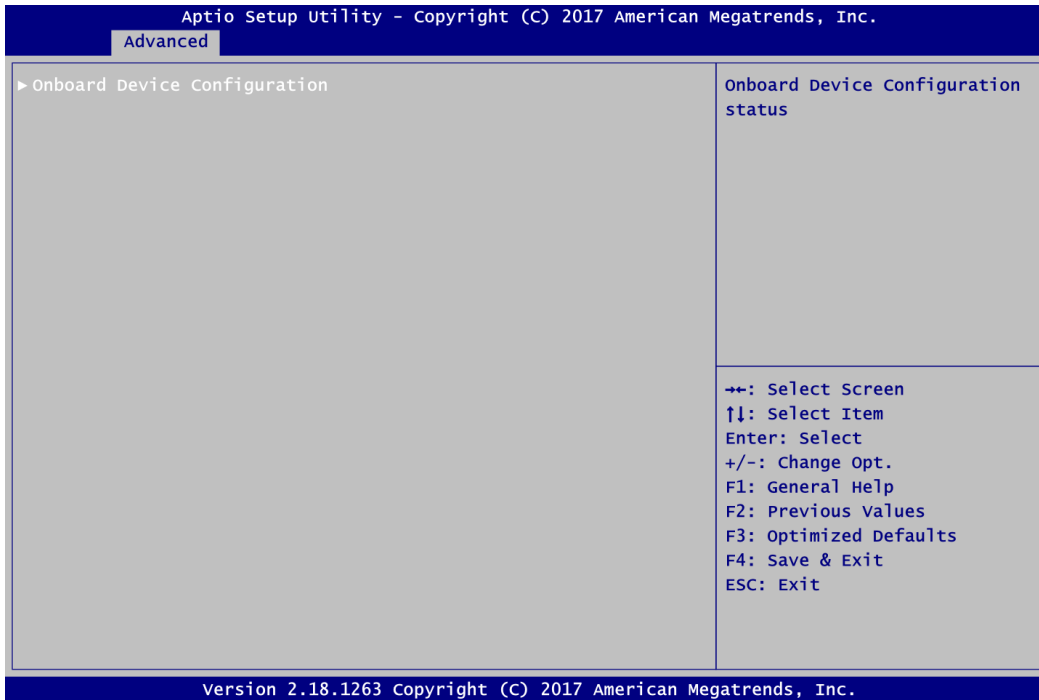 Aptio Setup Utility - Copyright (C) 2017 American Megatrends, Inc.
Advanced
►Onboard Device Configuration
Onboard Device Configuration
status
→←: Select Screen
↑↓: Select Item
Enter: Select
+/-: Change Opt.
F1: General Help
F2: Previous Values
F3: Optimized Defaults
F4: Save & Exit
ESC: Exit
Version 2.18.1263 Copyright (C) 2017 American Megatrends, Inc.